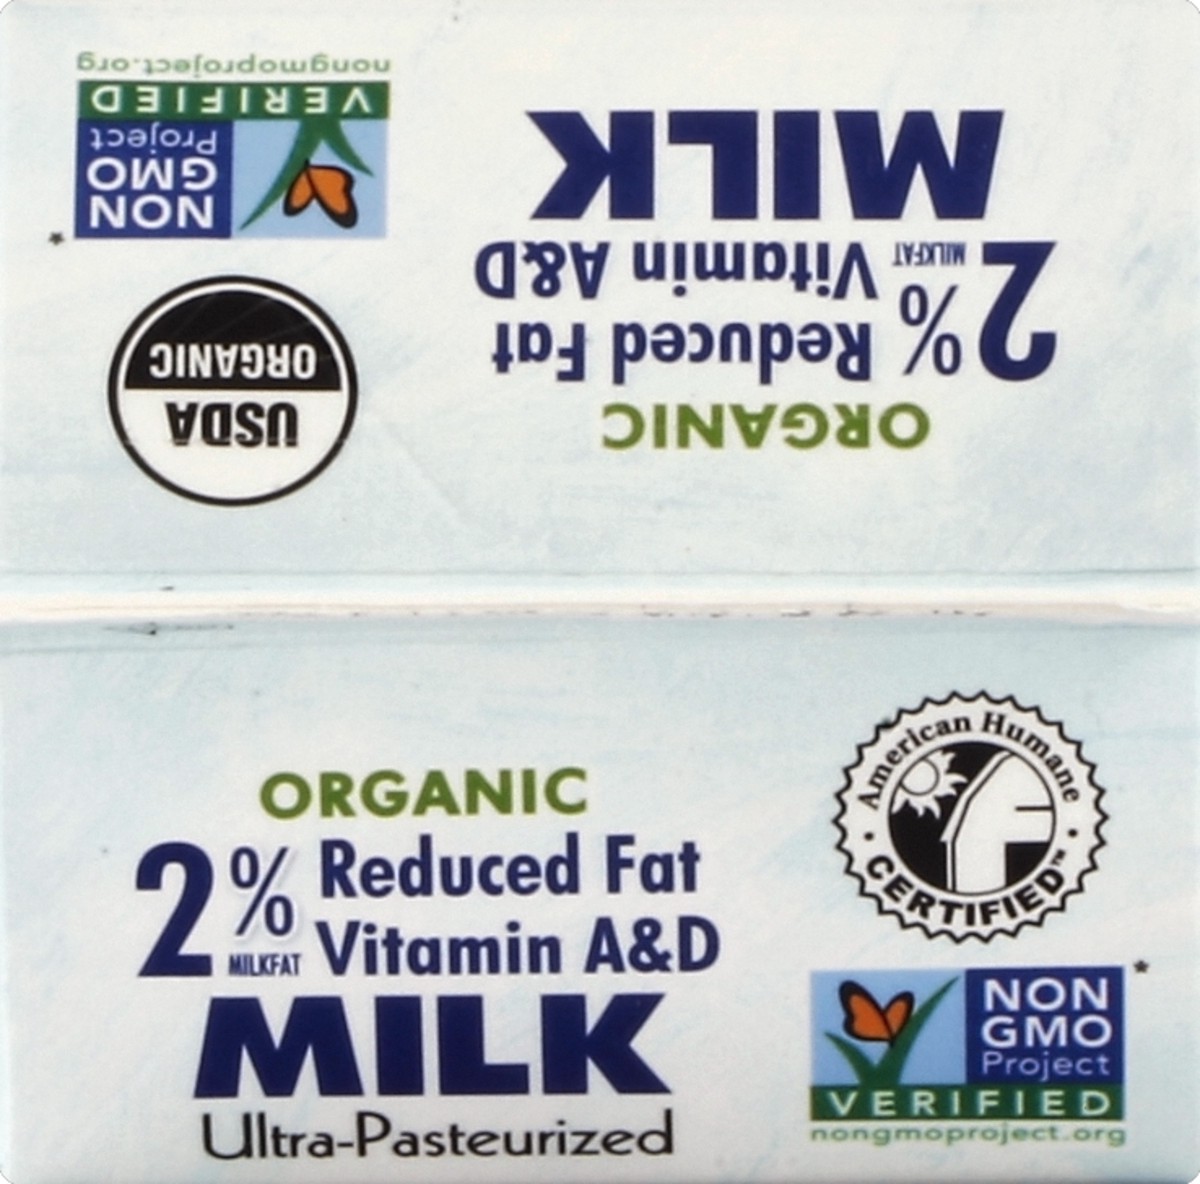 nongmoproject.org
VERIFIED
NON
GMO
Project
*
USDA
ORGANIC
ORGANIC
2% Reduced Fat
MILKFAT Vitamin A&D
MILK
ORGANIC
2% Reduced Fat
MILKFAT Vitamin A&D
MILK
Ultra-Pasteurized
American Humane
· CERTIFIED™ ·
NON
GMO
Project
*
VERIFIED
nongmoproject.org